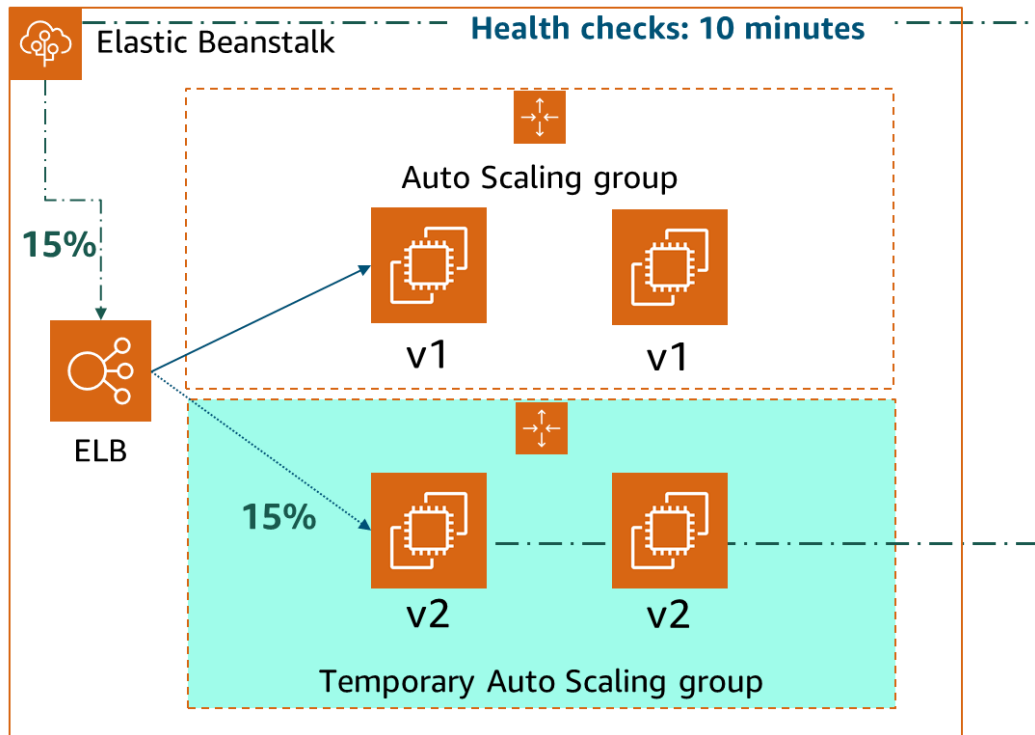 Elastic Beanstalk
Health checks: 10 minutes
Auto Scaling group
15%
v1
v1
ELB
15%
v2
v2
Temporary Auto Scaling group